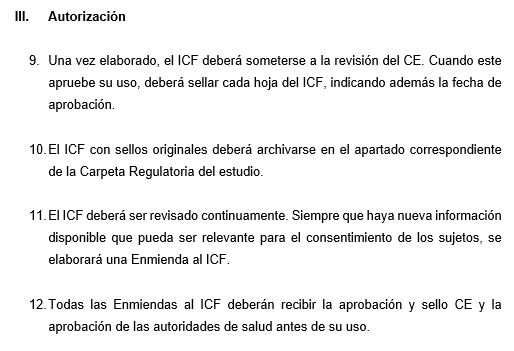 III. Autorización
9. Una vez elaborado, el ICF deberá someterse a la revisión del CE. Cuando este
apruebe su uso, deberá sellar cada hoja del ICF, indicando además la fecha de
aprobación.
10. El ICF con sellos originales deberá archivarse en el apartado correspondiente
de la Carpeta Regulatoria del estudio.
11. El ICF deberá ser revisado continuamente. Siempre que haya nueva información
disponible que pueda ser relevante para el consentimiento de los sujetos, se
elaborará una Enmienda al ICF.
12. Todas las Enmiendas al ICF deberán recibir la aprobación y sello CE y la
aprobación de las autoridades de salud antes de su uso.